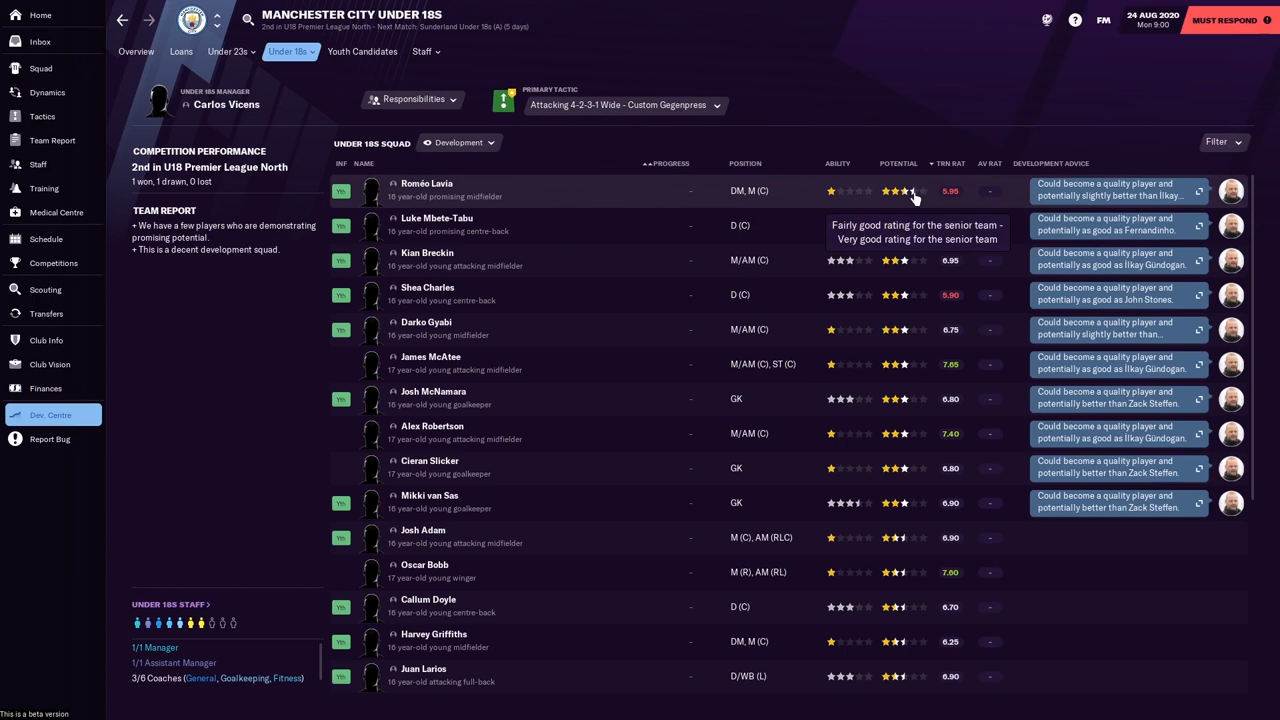 Home
Inbox
Squad
Dynamics
Tactics
Team Report
Staff
Training
Medical Centre
Schedule
Competitions
Scouting
Transfers
Club Info
Club Vision
Finances
Dev. Centre
Report Bug
This is a beta version
MANCHESTER CITY UNDER 18S
2nd in U18 Premier League North - Next Match: Sunderland Under 18s (A) (5 days)
FM
24 AUG 2020
Mon 9:00
MUST RESPOND
Overview
Loans
Under 23s
Under 18s
Youth Candidates
Staff
UNDER 18S MANAGER
Carlos Vicens
Responsibilities
PRIMARY TACTIC
Attacking 4-2-3-1 Wide - Custom Gegenpress
COMPETITION PERFORMANCE
2nd in U18 Premier League North
1 won, 1 drawn, 0 lost
TEAM REPORT
+ We have a few players who are demonstrating
promising potential.
+ This is a decent development squad.
UNDER 18S STAFF >
1/1 Manager
1/1 Assistant Manager
3/6 Coaches (General, Goalkeeping, Fitness)
UNDER 18S SQUAD
Development
Filter
INF NAME PROGRESS POSITION ABILITY POTENTIAL TRN RAT AV RAT DEVELOPMENT ADVICE
Yth Roméo Lavia - DM, M (C) 5.95 -
16 year-old promising midfielder
Could become a quality player and
potentially slightly better than İlkay...
Yth Luke Mbete-Tabu - D (C)
16 year-old promising centre-back
Could become a quality player and
potentially as good as Fernandinho.
Fairly good rating for the senior team -
Very good rating for the senior team
Yth Kian Breckin - M/AM (C) 6.95 -
16 year-old young attacking midfielder
Could become a quality player and
potentially as good as İlkay Gündogan.
Yth Shea Charles - D (C) 5.90 -
16 year-old young centre-back
Could become a quality player and
potentially as good as John Stones.
Yth Darko Gyabi - M/AM (C) 6.75 -
16 year-old young midfielder
Could become a quality player and
potentially slightly better than...
James McAtee - M/AM (C), ST (C) 7.65 -
17 year-old young attacking midfielder
Could become a quality player and
potentially as good as İlkay Gündogan.
Yth Josh McNamara - GK 6.80 -
16 year-old young goalkeeper
Could become a quality player and
potentially better than Zack Steffen.
Alex Robertson - M/AM (C) 7.40 -
17 year-old young attacking midfielder
Could become a quality player and
potentially as good as İlkay Gündogan.
Cieran Slicker - GK 6.80 -
17 year-old young goalkeeper
Could become a quality player and
potentially better than Zack Steffen.
Yth Mikki van Sas - GK 6.90 -
16 year-old young goalkeeper
Could become a quality player and
potentially better than Zack Steffen.
Yth Josh Adam - M (C), AM (RLC) 6.90 -
16 year-old young attacking midfielder
Oscar Bobb - M (R), AM (RL) 7.60 -
17 year-old young winger
Yth Callum Doyle - D (C) 6.70 -
16 year-old young centre-back
Yth Harvey Griffiths - DM, M (C) 6.25 -
16 year-old young midfielder
Yth Juan Larios - D/WB (L) 6.90 -
16 year-old attacking full-back